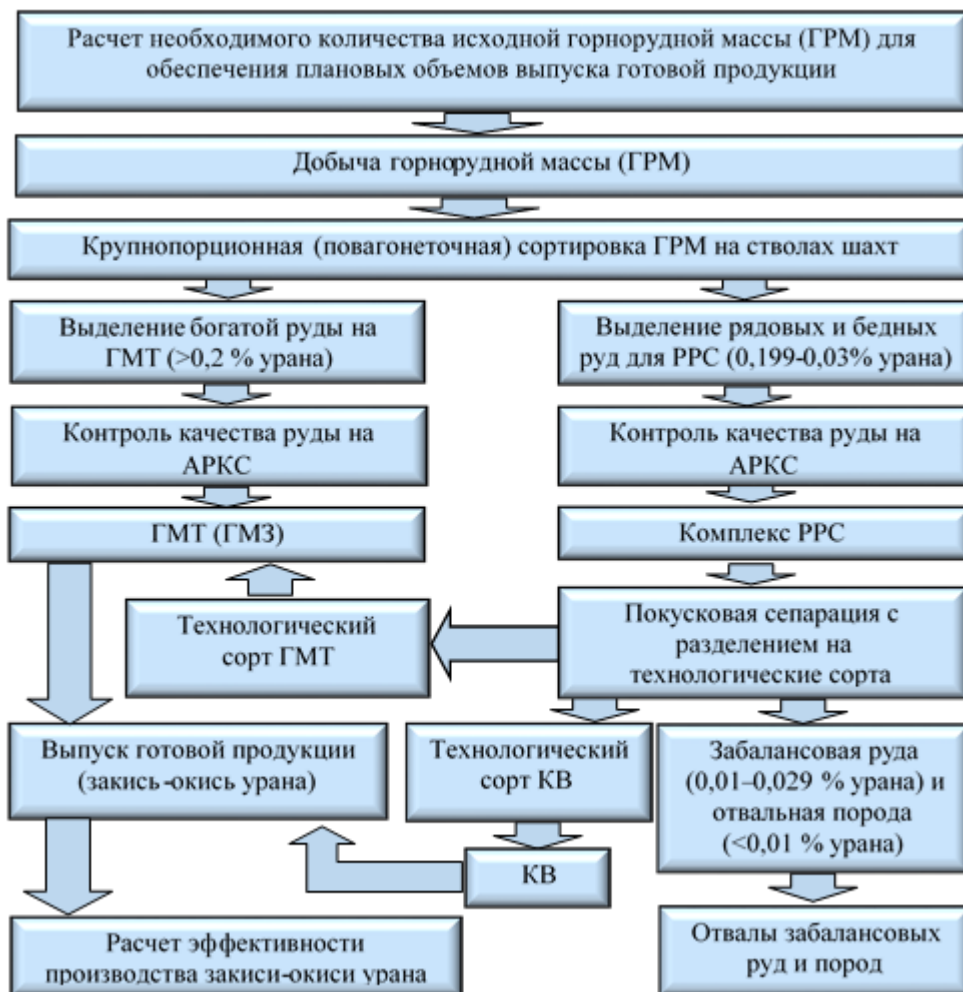 Расчет необходимого количества исходной горнорудной массы (ГРМ) для
обеспечения плановых объемов выпуска готовой продукции
Добыча горнорудной массы (ГРМ)
Крупнопорционная (повагонеточная) сортировка ГРМ на стволах шахт
Выделение богатой руды на
ГМТ (>0,2 % урана)
Выделение рядовых и бедных
руд для РРС (0,199-0,03% урана)
Контроль качества руды на
АРКС
Контроль качества руды на
АРКС
ГМТ (ГМЗ)
Комплекс РРС
Технологический
сорт ГМТ
Покусковая сепарация с
разделением на
технологические сорта
Выпуск готовой продукции
(закись-окись урана)
Технологический
сорт КВ
Забалансовая руда
(0,01–0,029 % урана) и
отвальная порода
(<0,01 % урана)
КВ
Расчет эффективности
производства закиси-окиси урана
Отвалы забалансовых
руд и пород